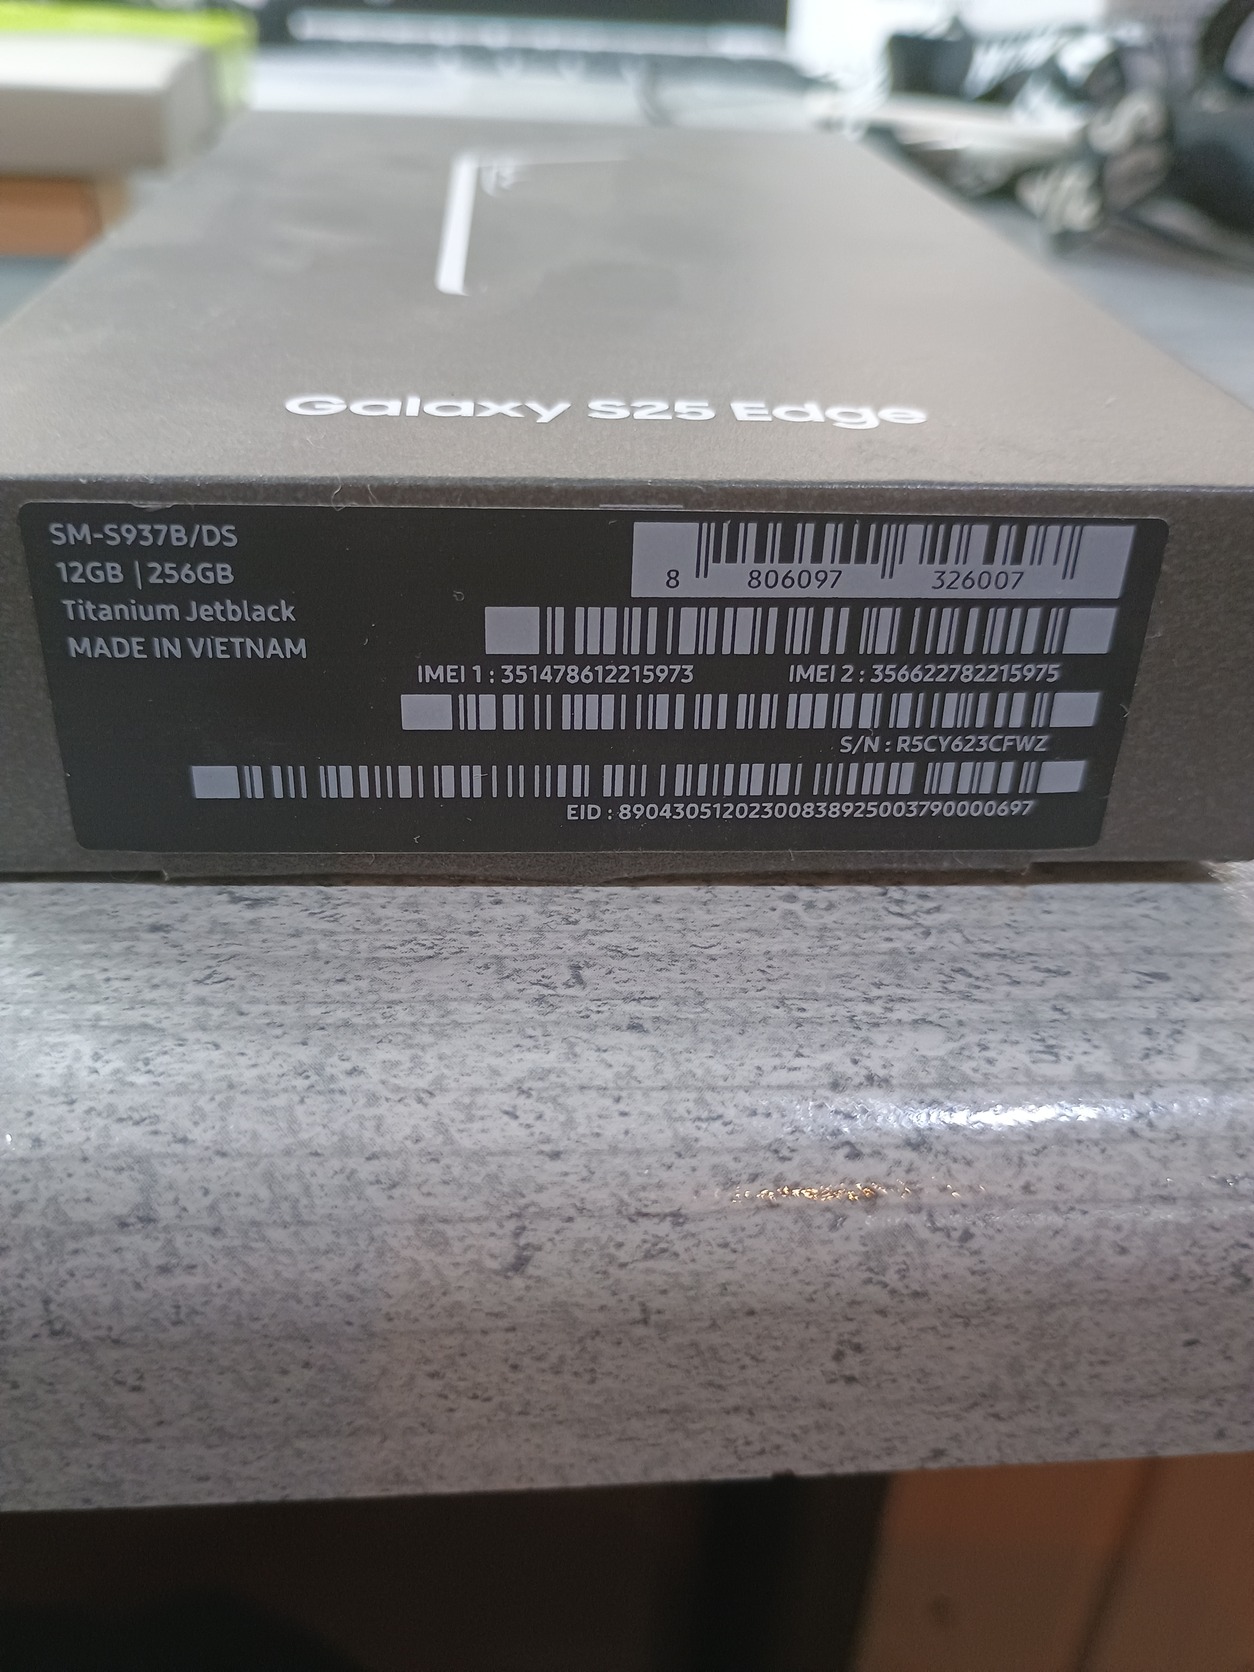 Galaxy S25 Edge
SM-S937B/DS
12GB | 256GB
Titanium Jetblack
MADE IN VIETNAM
8 806097 326007
IMEI 1 : 351478612215973 IMEI 2 : 356622782215975
S/N : R5CY623CFWZ
EID : 89043051202300838925003790000697